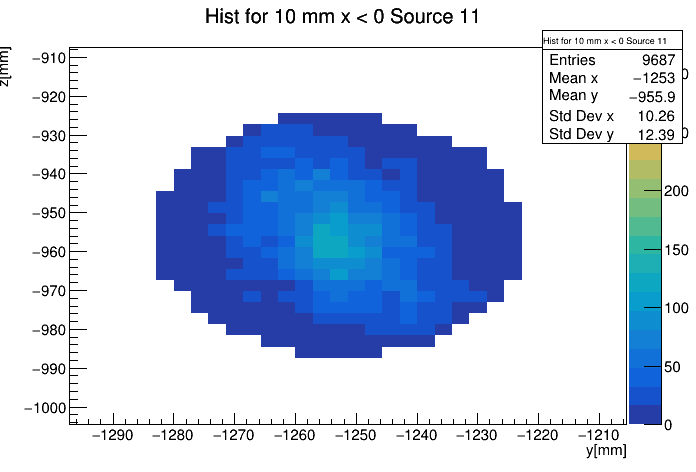 Hist for 10 mm x < 0 Source 11
z[mm]
Hist for 10 mm x < 0 Source 11
Entries 9687
Mean x −1253
Mean y −955.9
Std Dev x 10.26
Std Dev y 12.39
−910
−920
−930
−940
−950
−960
−970
−980
−990
−1000
−1290 −1280 −1270 −1260 −1250 −1240 −1230 −1220 −1210
y[mm]
200
150
100
50
0